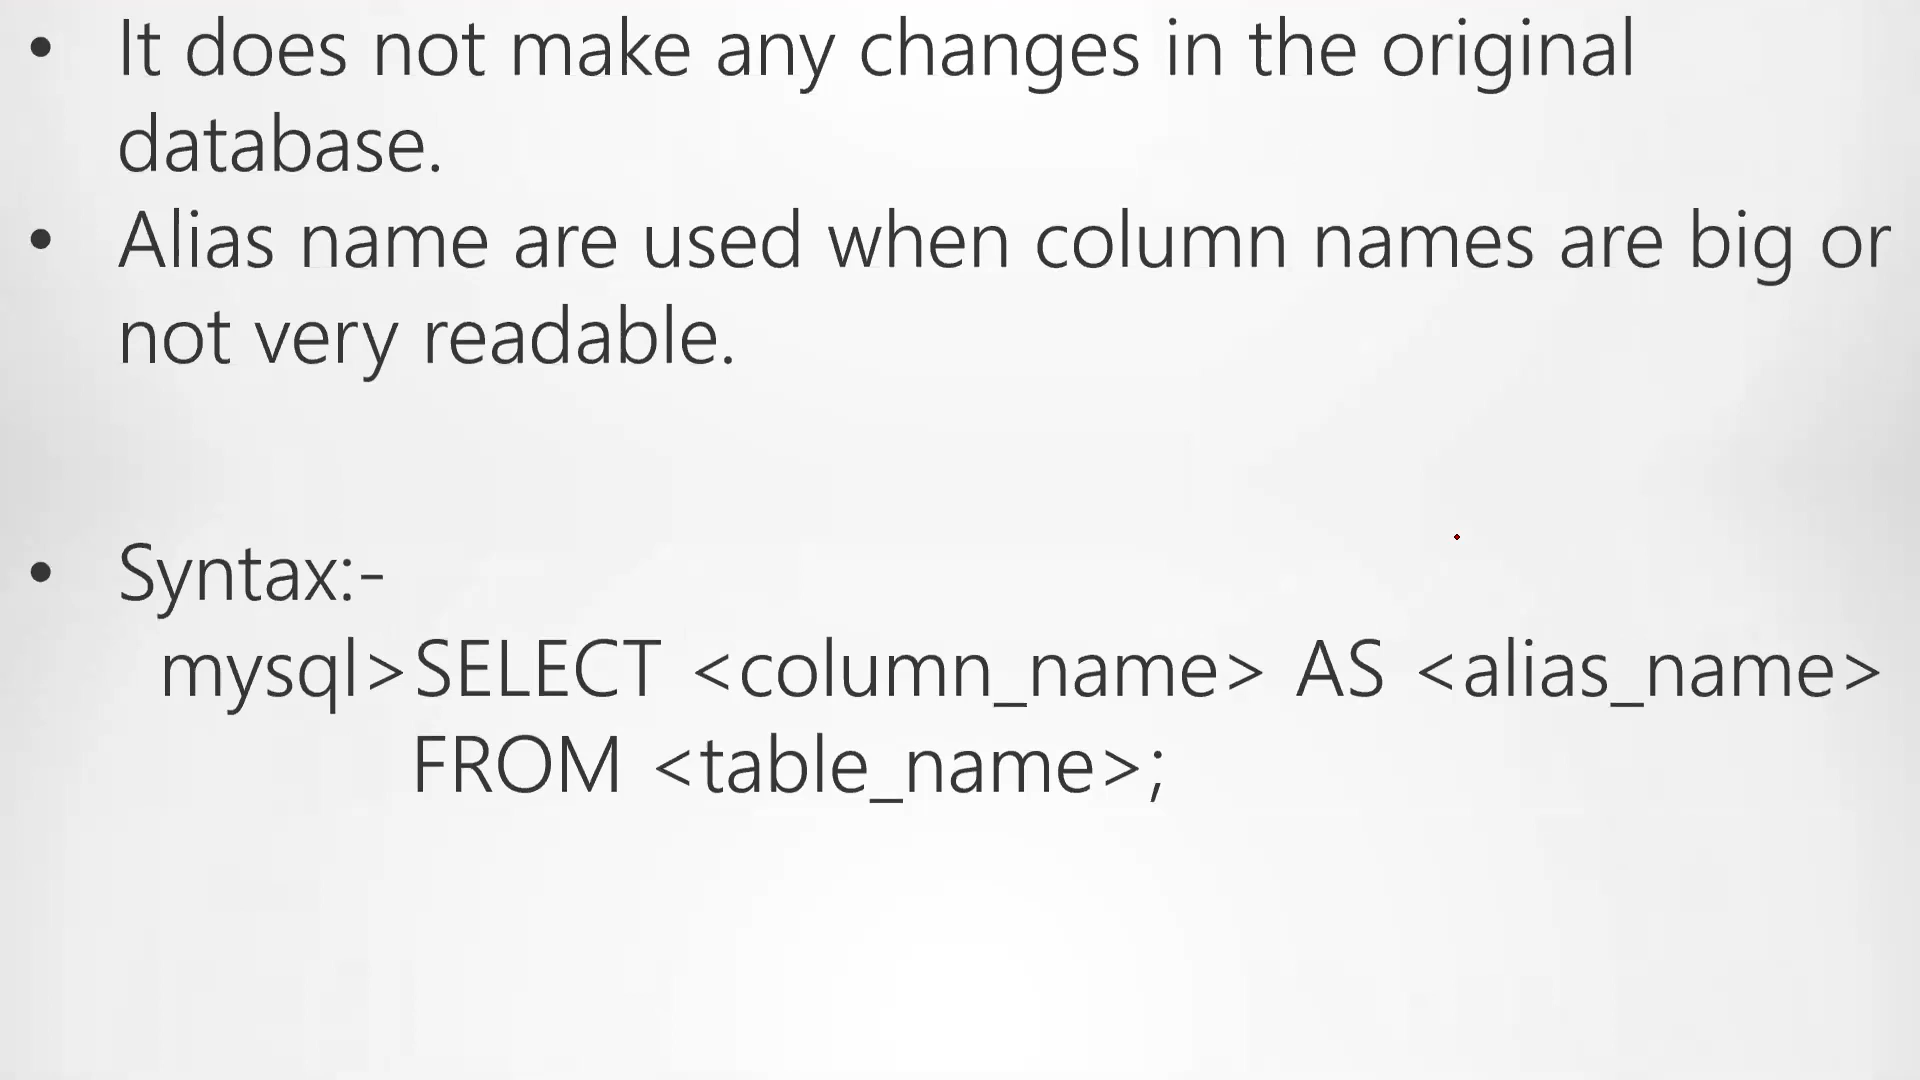 • It does not make any changes in the original
database.
• Alias name are used when column names are big or
not very readable.
• Syntax:-
mysql>SELECT <column_name> AS <alias_name>
FROM <table_name>;